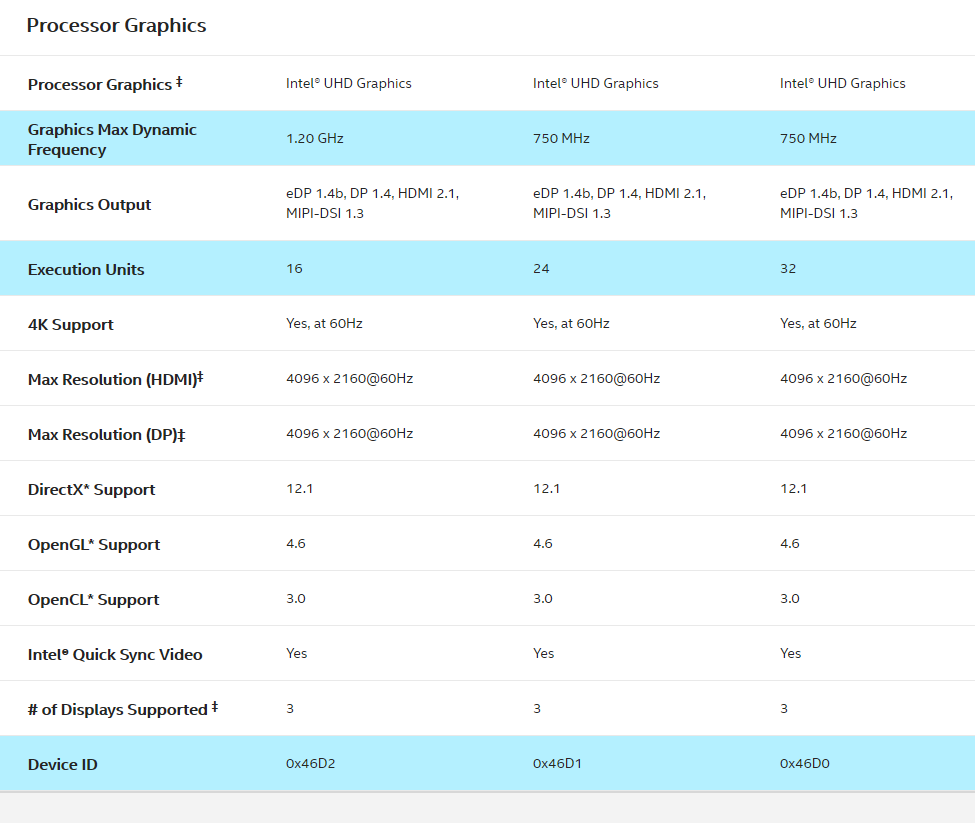 Processor Graphics
Processor Graphics ‡ Intel® UHD Graphics Intel® UHD Graphics Intel® UHD Graphics
Graphics Max Dynamic
Frequency 1.20 GHz 750 MHz 750 MHz
Graphics Output eDP 1.4b, DP 1.4, HDMI 2.1, eDP 1.4b, DP 1.4, HDMI 2.1, eDP 1.4b, DP 1.4, HDMI 2.1,
MIPI-DSI 1.3 MIPI-DSI 1.3 MIPI-DSI 1.3
Execution Units 16 24 32
4K Support Yes, at 60Hz Yes, at 60Hz Yes, at 60Hz
Max Resolution (HDMI)‡ 4096 x 2160@60Hz 4096 x 2160@60Hz 4096 x 2160@60Hz
Max Resolution (DP)‡ 4096 x 2160@60Hz 4096 x 2160@60Hz 4096 x 2160@60Hz
DirectX* Support 12.1 12.1 12.1
OpenGL* Support 4.6 4.6 4.6
OpenCL* Support 3.0 3.0 3.0
Intel® Quick Sync Video Yes Yes Yes
# of Displays Supported ‡ 3 3 3
Device ID 0x46D2 0x46D1 0x46D0